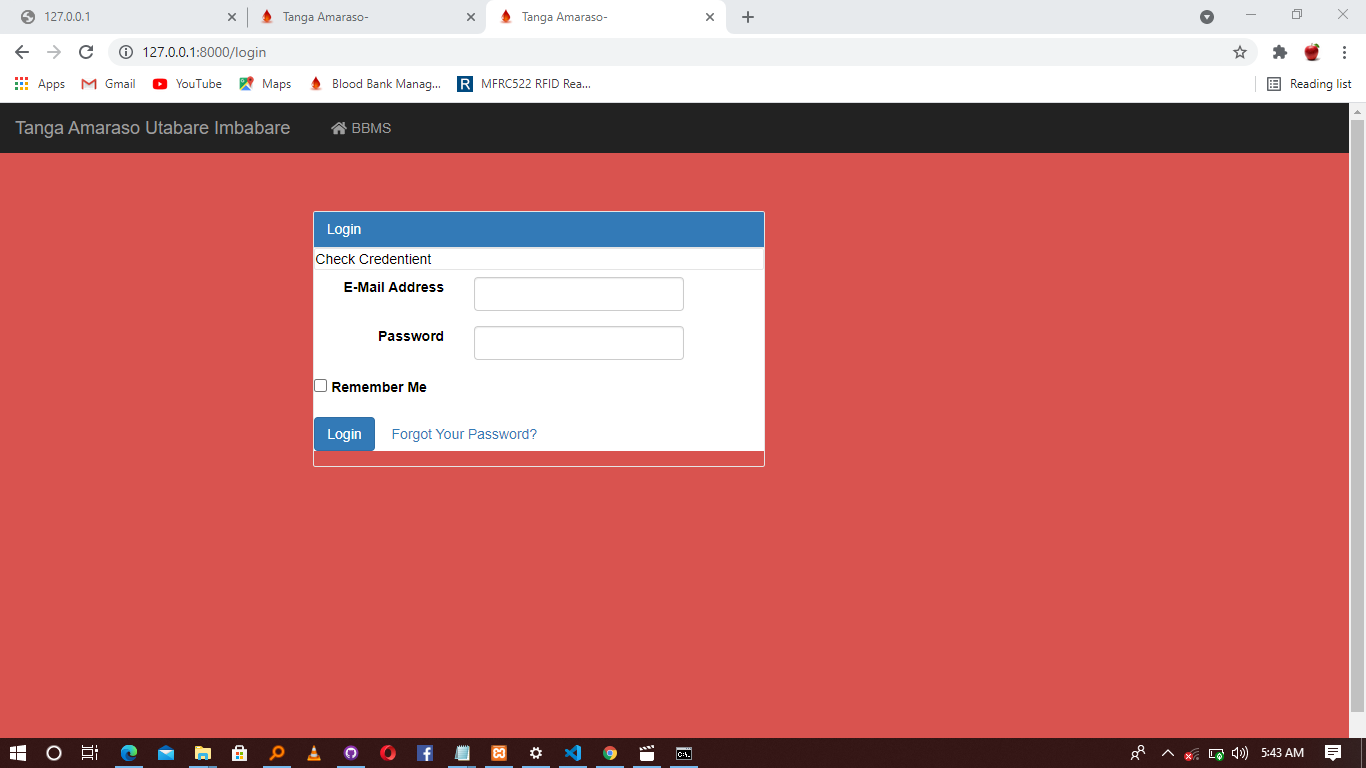 127.0.0.1
Tanga Amaraso-
Tanga Amaraso-
127.0.0.1:8000/login
Apps
Gmail
YouTube
Maps
Blood Bank Manag...
R
MFRC522 RFID Rea...
Reading list
Tanga Amaraso Utabare Imbabare
BBMS
Login
Check Credentient
E-Mail Address
Password
Remember Me
Login
Forgot Your Password?
5:43 AM